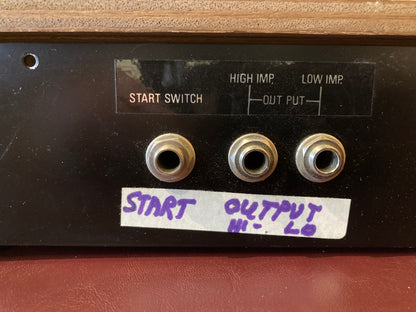 HIGH IMP. LOW IMP.
START SWITCH OUT PUT
START OUTPUT
HI-. LO